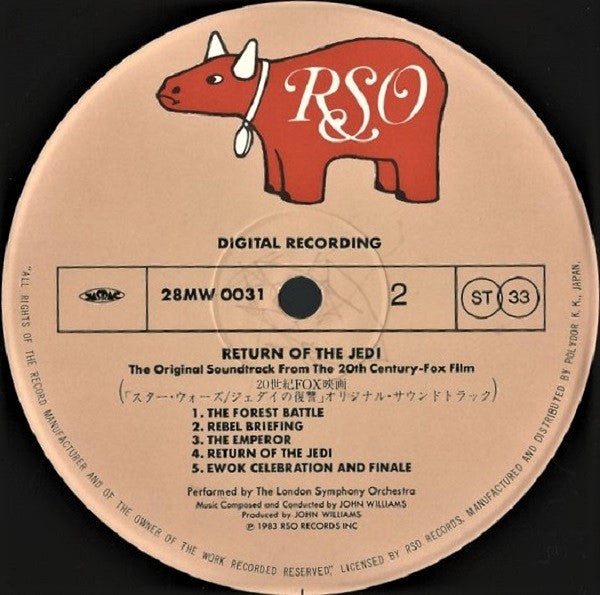 RSO
DIGITAL RECORDING
JASRAC
28MW 0031
2
ST
33
RETURN OF THE JEDI
The Original Soundtrack From The 20th Century-Fox Film
20世紀FOX映画
(「スター・ウォーズ/ジェダイの復讐」オリジナル・サウンドトラック)
1. THE FOREST BATTLE
2. REBEL BRIEFING
3. THE EMPEROR
4. RETURN OF THE JEDI
5. EWOK CELEBRATION AND FINALE
Performed by The London Symphony Orchestra
Music Composed and Conducted by JOHN WILLIAMS
Produced by JOHN WILLIAMS
℗ 1983 RSO RECORDS INC
"ALL RIGHTS OF THE RECORD MANUFACTURER AND OF THE OWNER OF THE WORK RECORDED RESERVED", LICENSED BY RSO RECORDS, MANUFACTURED AND DISTRIBUTED BY POLYDOR K. K., JAPAN.